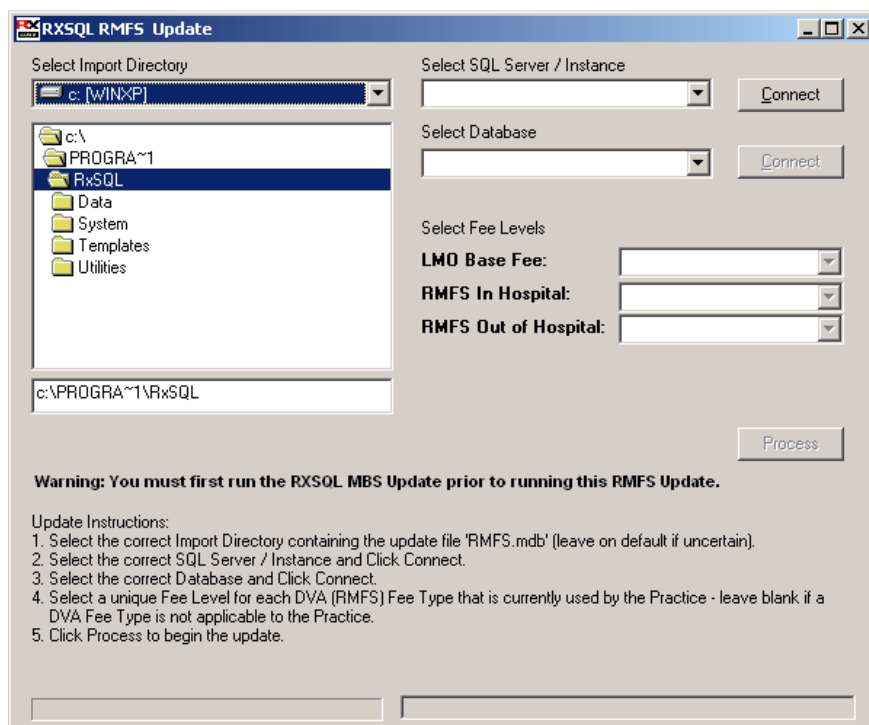 RXSQL RMFS Update
Select Import Directory
c: [WINXP]
c:\
PROGRA~1
RxSQL
Data
System
Templates
Utilities
c:\PROGRA~1\RxSQL
Select SQL Server / Instance
Connect
Select Database
Connect
Select Fee Levels
LMO Base Fee:
RMFS In Hospital:
RMFS Out of Hospital:
Process
Warning: You must first run the RXSQL MBS Update prior to running this RMFS Update.
Update Instructions:
1. Select the correct Import Directory containing the update file 'RMFS.mdb' (leave on default if uncertain).
2. Select the correct SQL Server / Instance and Click Connect.
3. Select the correct Database and Click Connect.
4. Select a unique Fee Level for each DVA (RMFS) Fee Type that is currently used by the Practice - leave blank if a
DVA Fee Type is not applicable to the Practice.
5. Click Process to begin the update.